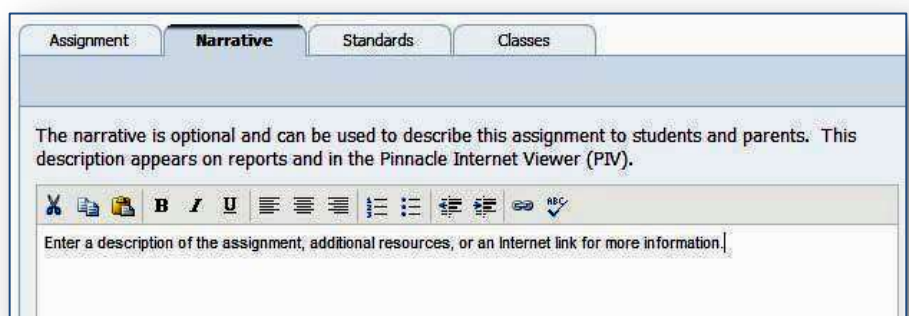 Assignment Narrative Standards Classes
The narrative is optional and can be used to describe this assignment to students and parents. This
description appears on reports and in the Pinnacle Internet Viewer (PIV).
B I U ABC
Enter a description of the assignment, additional resources, or an Internet link for more information.